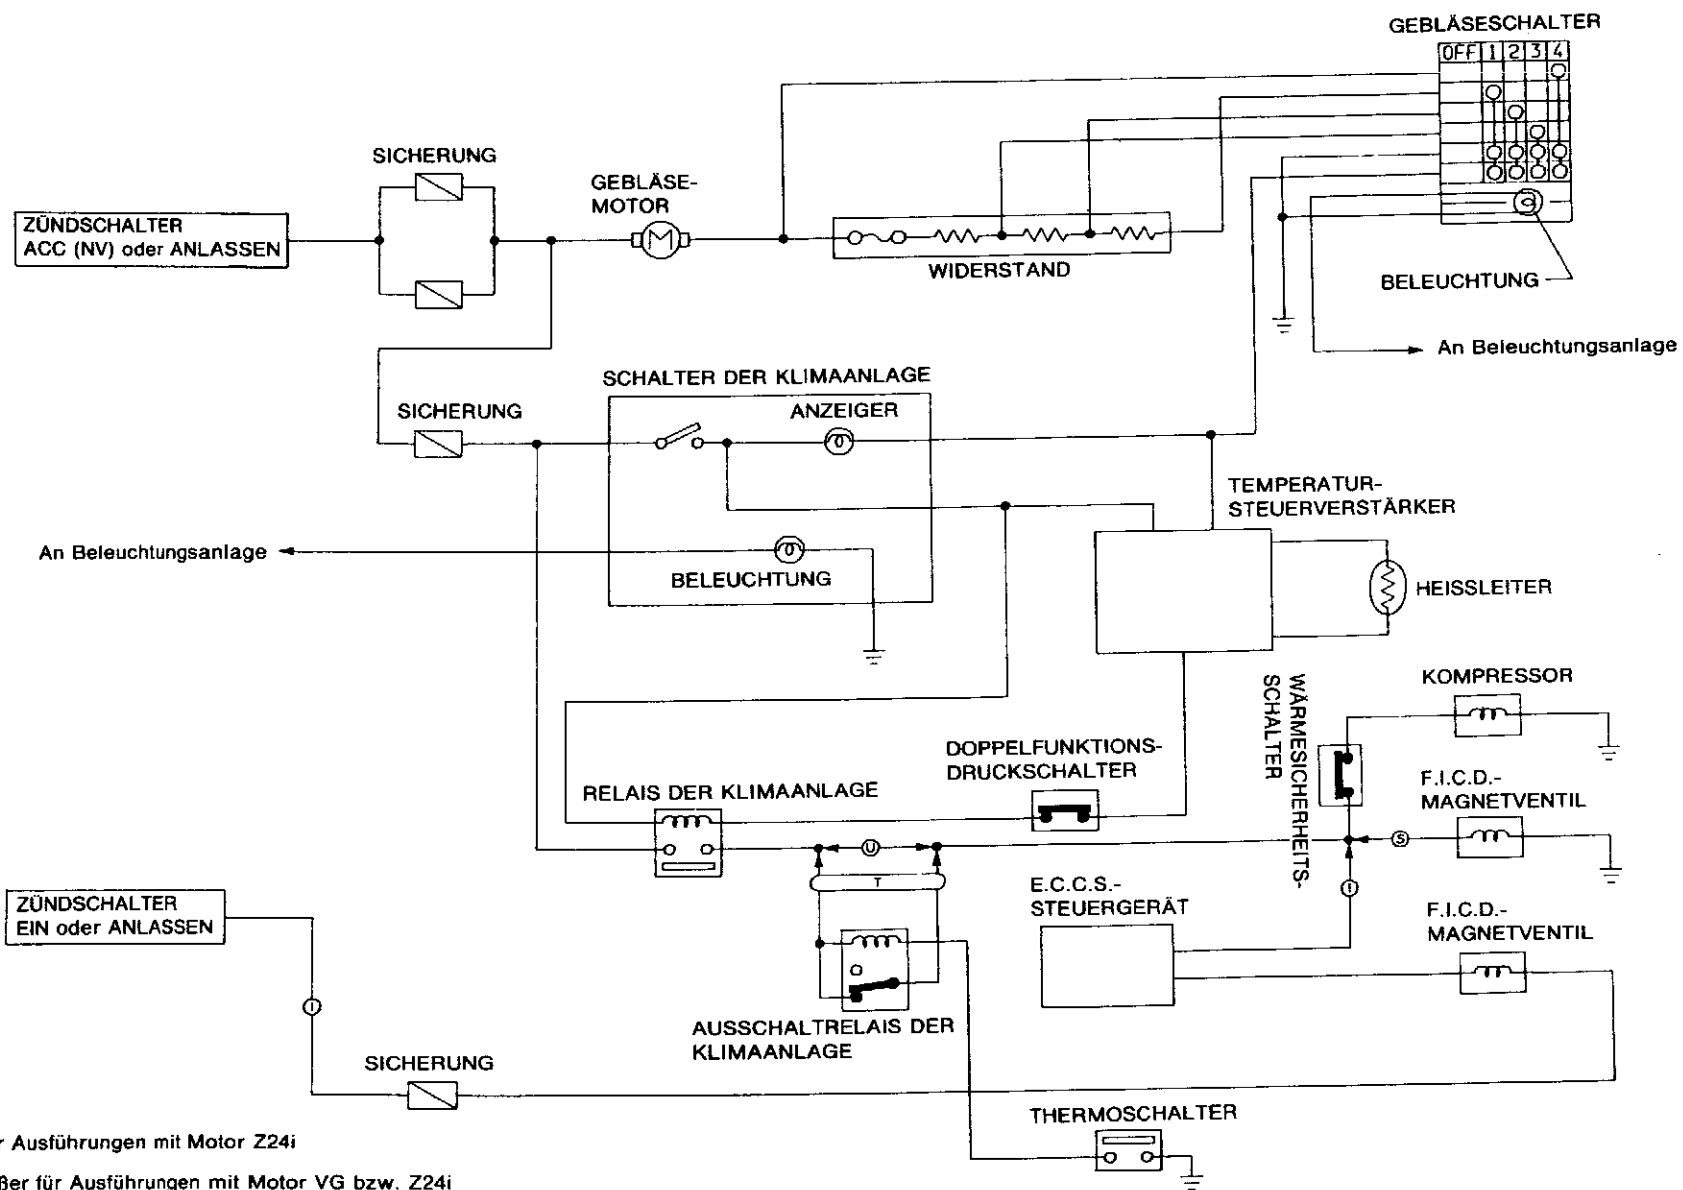 GEBLÄSESCHALTER
OFF 1 2 3 4
SICHERUNG
GEBLÄSE-
MOTOR
ZÜNDSCHALTER
ACC (NV) oder ANLASSEN
M
WIDERSTAND
BELEUCHTUNG
An Beleuchtungsanlage
SCHALTER DER KLIMAANLAGE
SICHERUNG
ANZEIGER
TEMPERATUR-
STEUERVERSTÄRKER
An Beleuchtungsanlage
BELEUCHTUNG
HEISSLEITER
WÄRMESICHERHEITS-
SCHALTER
KOMPRESSOR
DOPPELFUNKTIONS-
DRUCKSCHALTER
RELAIS DER KLIMAANLAGE
F.I.C.D.-
MAGNETVENTIL
U
S
T
I
ZÜNDSCHALTER
EIN oder ANLASSEN
E.C.C.S.-
STEUERGERÄT
F.I.C.D.-
MAGNETVENTIL
I
AUSSCHALTRELAIS DER
KLIMAANLAGE
SICHERUNG
THERMOSCHALTER
r Ausführungen mit Motor Z24i
ßer für Ausführungen mit Motor VG bzw. Z24i